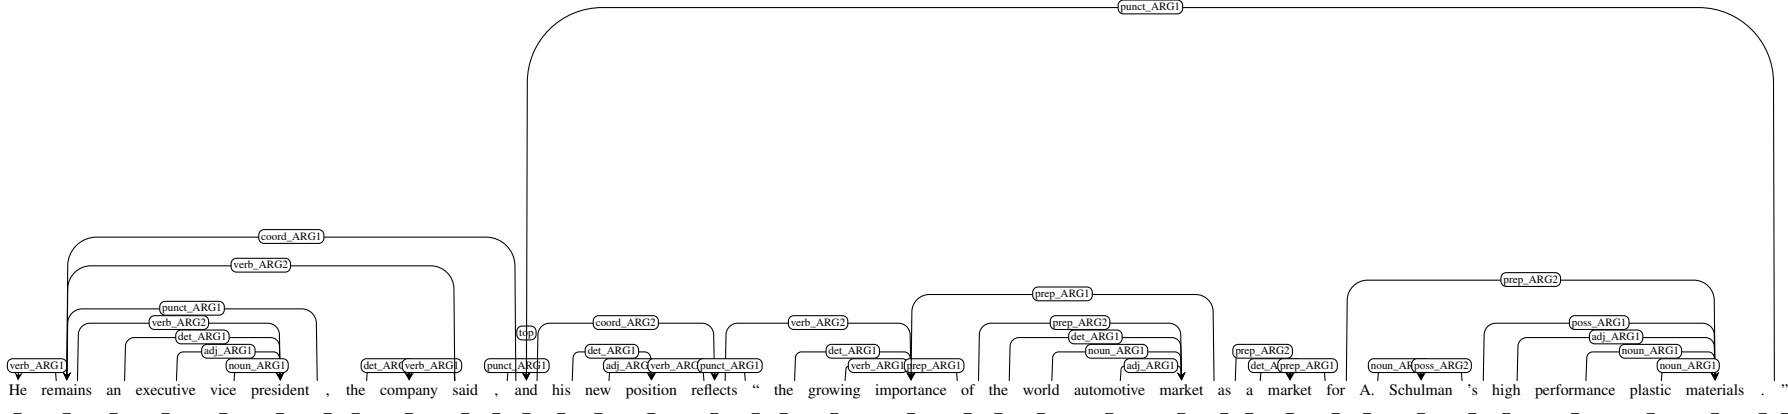 punct_ARG1
coord_ARG1
verb_ARG2
prep_ARG2
prep_ARG1
punct_ARG1
verb_ARG2 coord_ARG2 verb_ARG2 prep_ARG2 poss_ARG1
top
det_ARG1 det_ARG1 adj_ARG1
adj_ARG1 det_ARG1 det_ARG1 noun_ARG1 prep_ARG2 noun_ARG1
verb_ARG1 noun_ARG1 verb_ARG1 punct_ARG1 punct_ARG1 prep_ARG1 adj_ARG1 prep_ARG1 poss_ARG2 noun_ARG1
He remains an executive vice president , the company said , and his new position reflects “ the growing importance of the world automotive market as a market for A. Schulman 's high performance plastic materials . ”